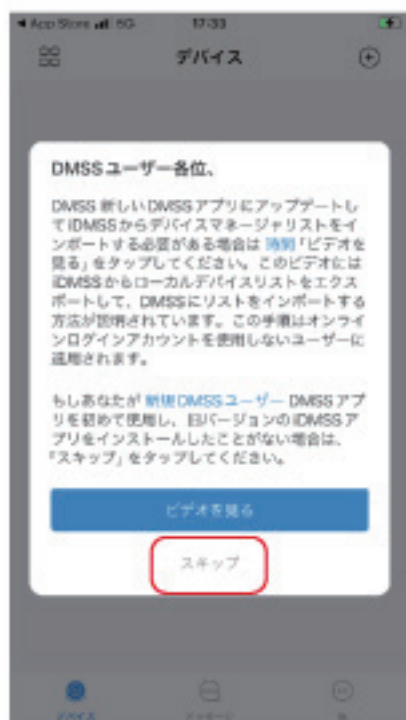 App Store 5G 17:33
デバイス
DMSSユーザー各位、
DMSS 新しいDMSSアプリにアップデートし
てiDMSSからデバイスマネージャリストをイ
ンポートする必要がある場合は 時間「ビデオを
見る」をタップしてください。このビデオには
iDMSSからローカルデバイスリストをエクス
ポートして、DMSSにリストをインポートする
方法が説明されています。この手順はオンライ
ンログインアカウントを使用しないユーザーに
適用されます。
もしあなたが 新規DMSSユーザー DMSSアプ
リを初めて使用し、旧バージョンのiDMSSア
プリをインストールしたことがない場合は、
「スキップ」をタップしてください。
ビデオを見る
スキップ
デバイス
メッセージ